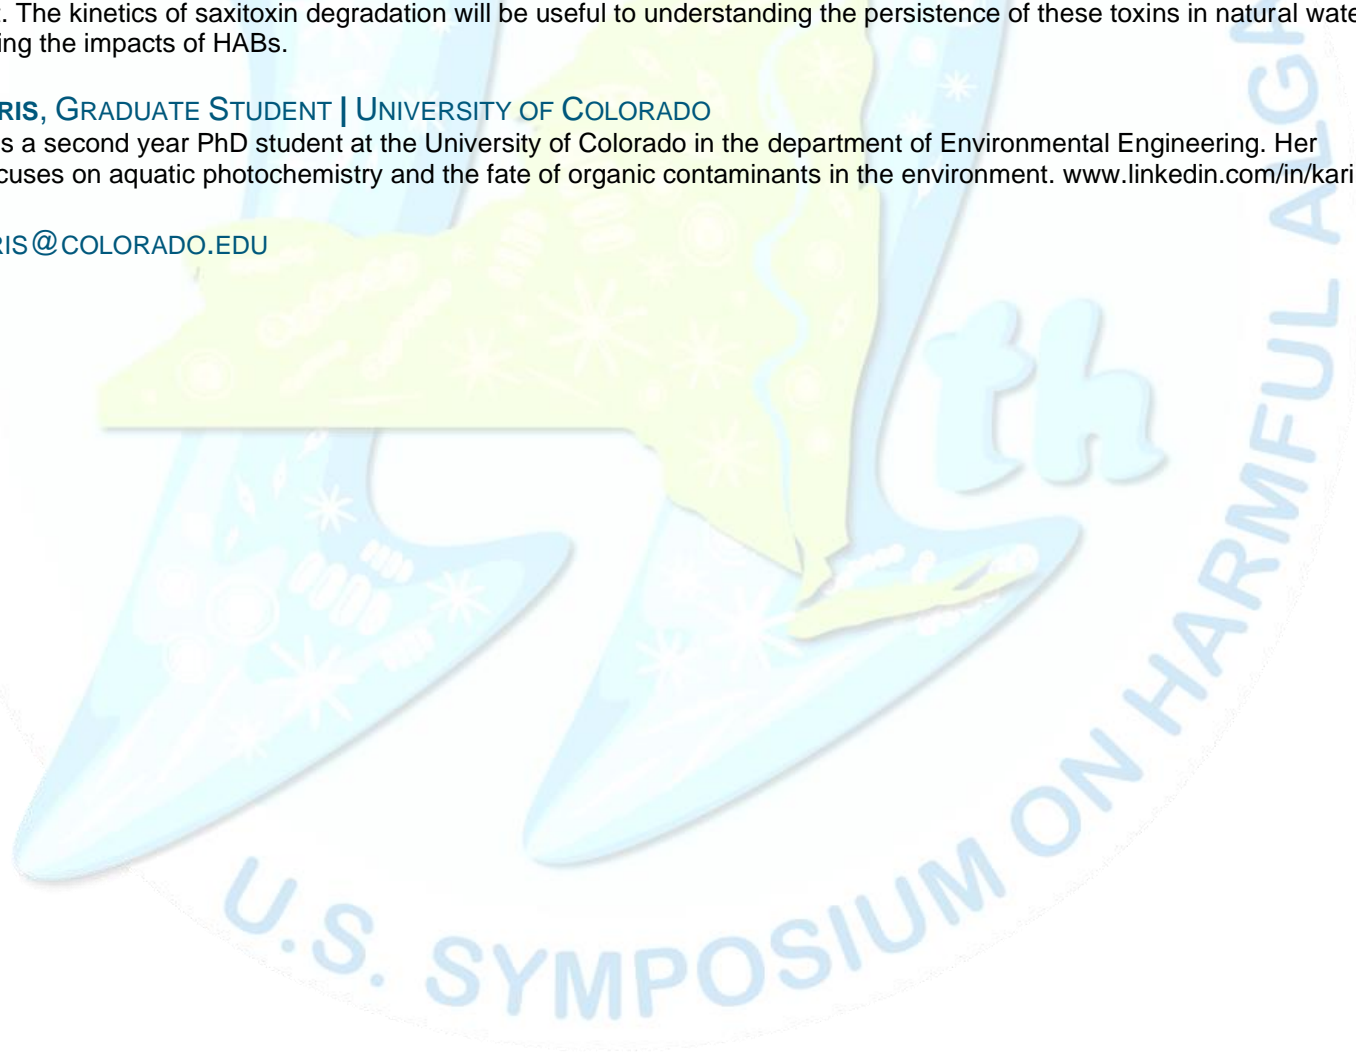 . The kinetics of saxitoxin degradation will be useful to understanding the persistence of these toxins in natural wate
ing the impacts of HABs.
RIS, GRADUATE STUDENT | UNIVERSITY OF COLORADO
s a second year PhD student at the University of Colorado in the department of Environmental Engineering. Her
cuses on aquatic photochemistry and the fate of organic contaminants in the environment. www.linkedin.com/in/kari
RIS@COLORADO.EDU
th
U.S. SYMPOSIUM ON HARMFUL ALGA